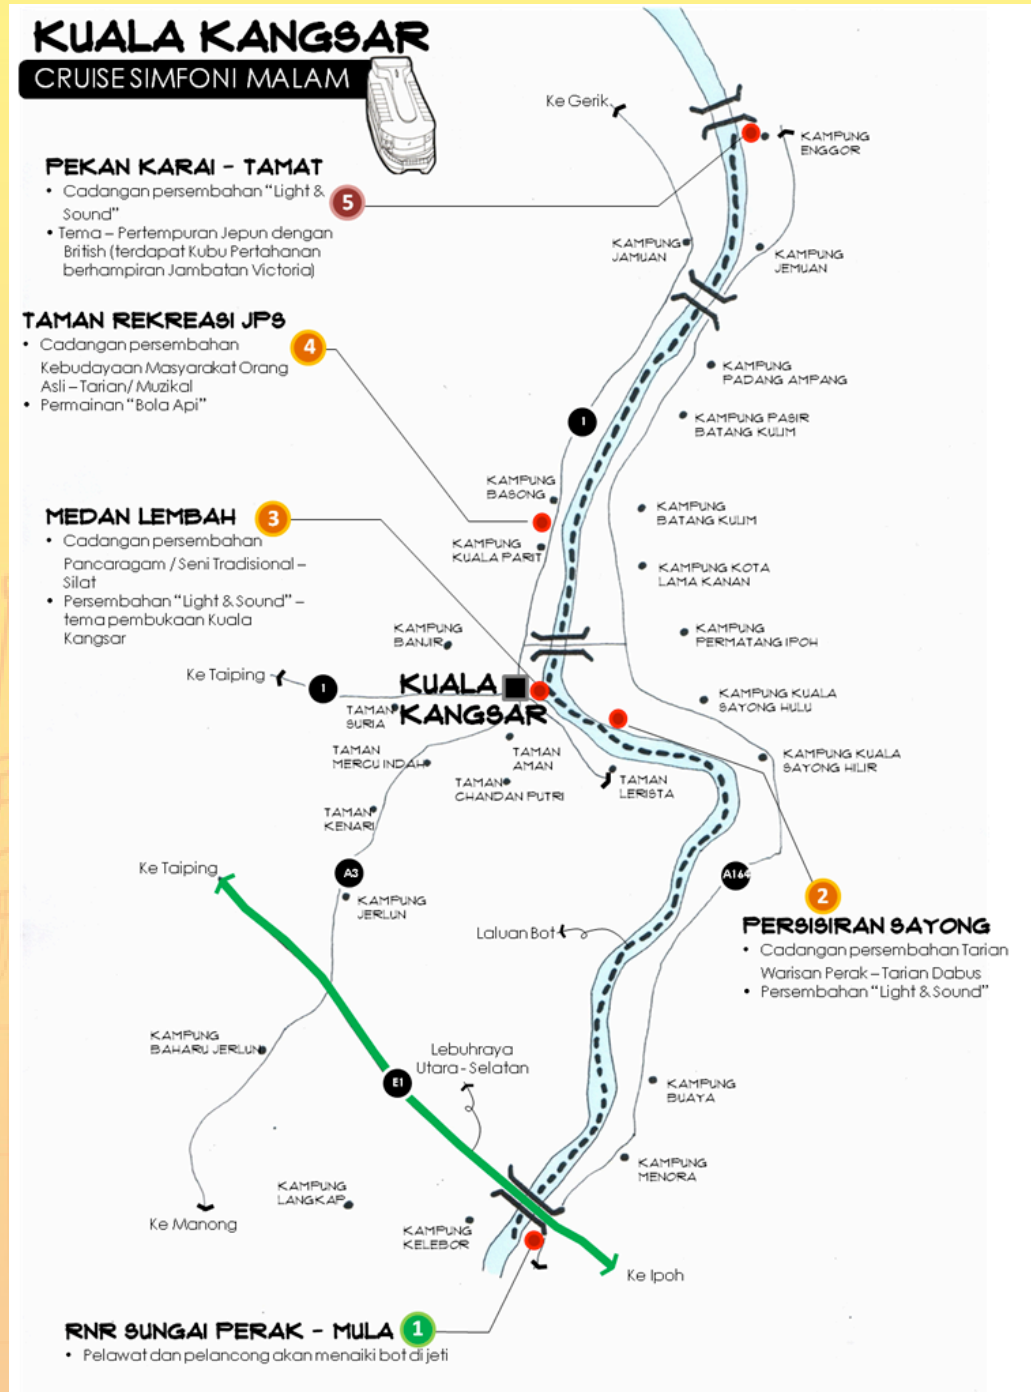 KUALA KANGSAR
CRUISE SIMFONI MALAM
Ke Gerik
KAMPUNG
ENGGOR
PEKAN KARAI - TAMAT
• Cadangan persembahan "Light &
Sound"
• Tema – Pertempuran Jepun dengan
British (terdapat Kubu Pertahanan
berhampiran Jambatan Victoria)
5
KAMPUNG
JAMUAN
KAMPUNG
JEMUAN
TAMAN REKREASI JPS
• Cadangan persembahan
Kebudayaan Masyarakat Orang
Asli – Tarian/ Muzikal
• Permainan "Bola Api"
4
KAMPUNG
PADANG AMPANG
1
KAMPUNG PASIR
BATANG KULIM
KAMPUNG
BASONG
KAMPUNG
BATANG KULIM
MEDAN LEMBAH
• Cadangan persembahan
Pancaragam / Seni Tradisional –
Silat
• Persembahan "Light & Sound" –
tema pembukaan Kuala
Kangsar
3
KAMPUNG
KUALA PARIT
KAMPUNG KOTA
LAMA KANAN
KAMPUNG
BANJIR
KAMPUNG
PERMATANG IPOH
Ke Taiping
1
KUALA
KANGSAR
KAMPUNG KUALA
SAYONG HULU
TAMAN
SURIA
TAMAN
MERCU INDAH
TAMAN
AMAN
KAMPUNG KUALA
SAYONG HILIR
TAMAN
CHANDAN PUTRI
TAMAN
LERISTA
TAMAN
KENARI
Ke Taiping
A3
A164
KAMPUNG
JERLUN
2
PERSISIRAN SAYONG
• Cadangan persembahan Tarian
Warisan Perak – Tarian Dabus
• Persembahan "Light & Sound"
Laluan Bot
KAMPUNG
BAHARU JERLUN
Lebuhraya
Utara - Selatan
E1
KAMPUNG
BUAYA
KAMPUNG
MENORA
KAMPUNG
LANGKAP
Ke Manong
KAMPUNG
KELEBOR
Ke Ipoh
RNR SUNGAI PERAK - MULA
1
• Pelawat dan pelancong akan menaiki bot di jeti